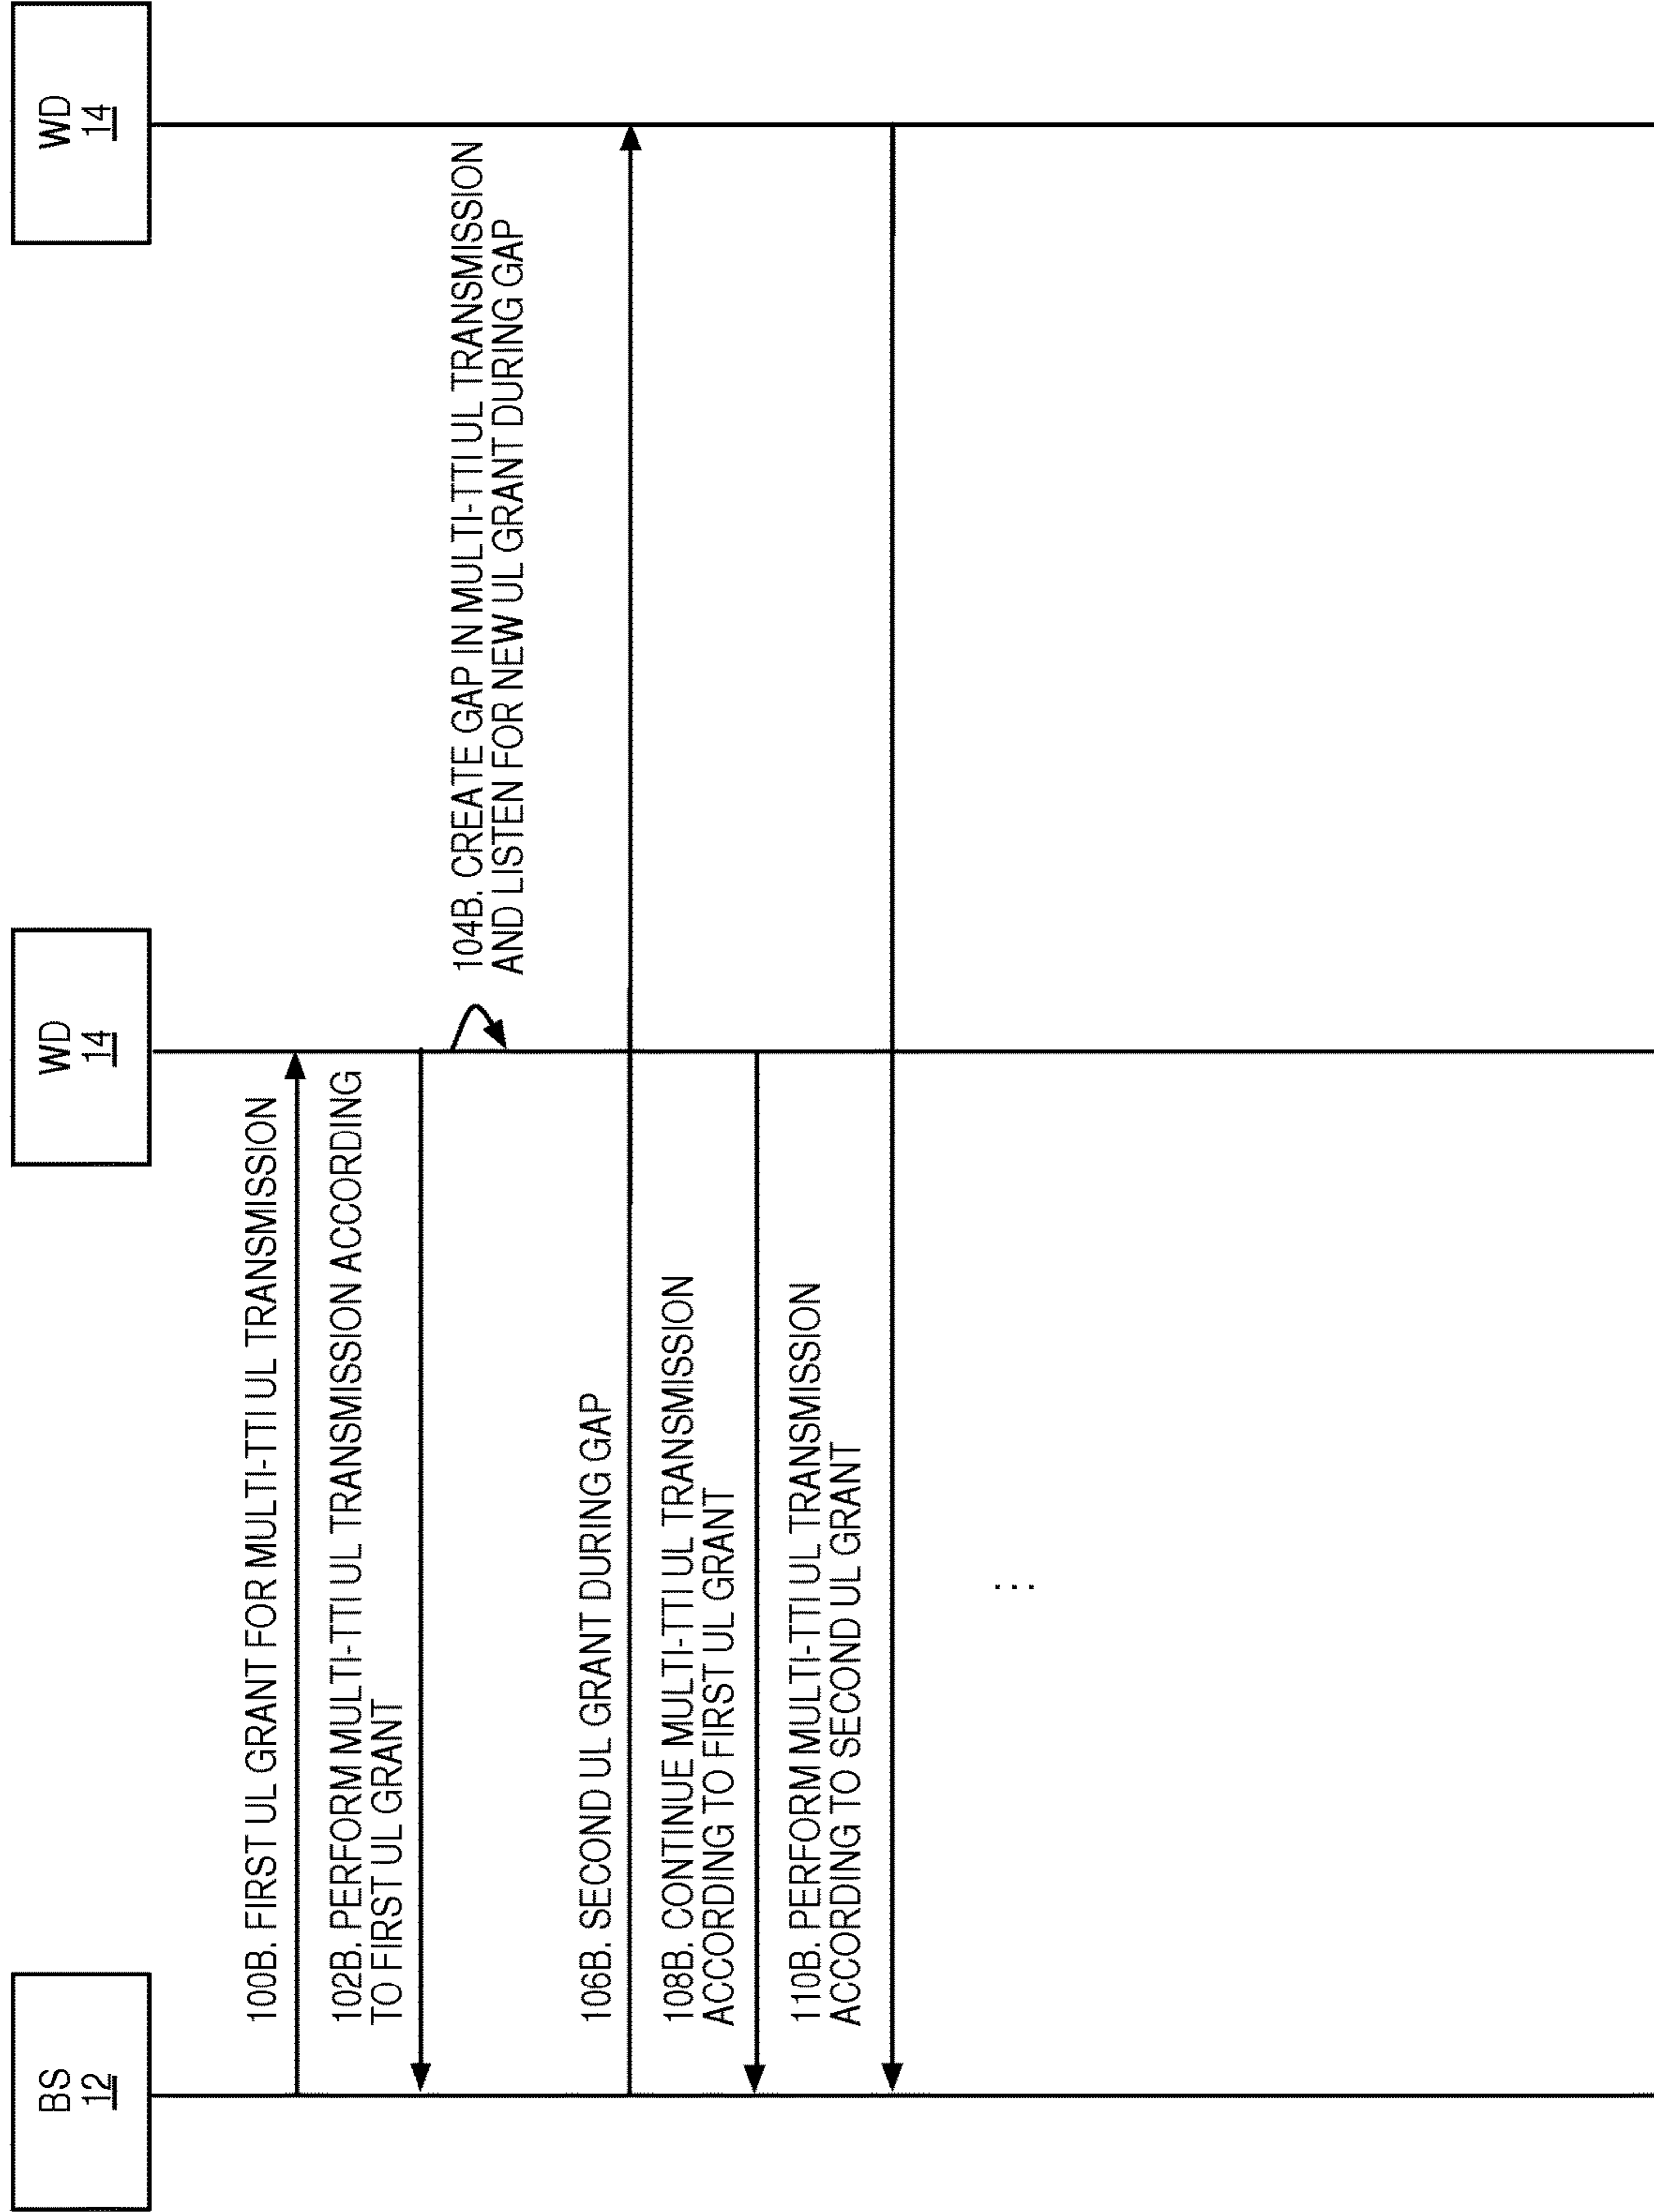 BS
12
WD
14
WD
14
100B. FIRST UL GRANT FOR MULTI-TTI UL TRANSMISSION
102B. PERFORM MULTI-TTI UL TRANSMISSION ACCORDING
TO FIRST UL GRANT
104B. CREATE GAP IN MULTI-TTI UL TRANSMISSION
AND LISTEN FOR NEW UL GRANT DURING GAP
106B. SECOND UL GRANT DURING GAP
108B. CONTINUE MULTI-TTI UL TRANSMISSION
ACCORDING TO FIRST UL GRANT
110B. PERFORM MULTI-TTI UL TRANSMISSION
ACCORDING TO SECOND UL GRANT
...